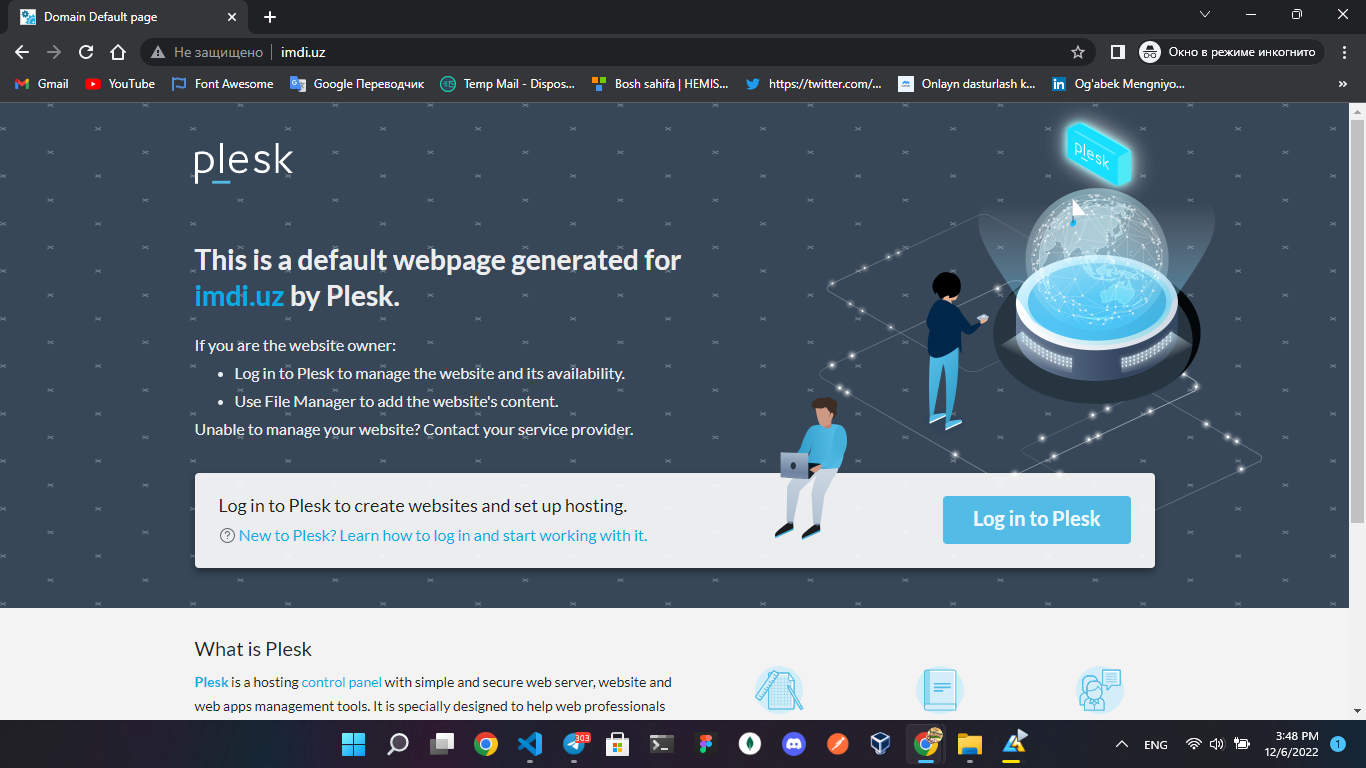 Domain Default page
Не защищено
imdi.uz
Окно в режиме инкогнито
Gmail
YouTube
Font Awesome
Google Переводчик
Temp Mail - Dispos...
Bosh sahifa | HEMIS...
https://twitter.com/...
Onlayn dasturlash k...
Og'abek Mengniyo...
»
plesk
plesk
This is a default webpage generated for
imdi.uz by Plesk.
If you are the website owner:
• Log in to Plesk to manage the website and its availability.
• Use File Manager to add the website's content.
Unable to manage your website? Contact your service provider.
Log in to Plesk to create websites and set up hosting.
? New to Plesk? Learn how to log in and start working with it.
Log in to Plesk
What is Plesk
Plesk is a hosting control panel with simple and secure web server, website and
web apps management tools. It is specially designed to help web professionals
303
ENG
3:48 PM
12/6/2022
1